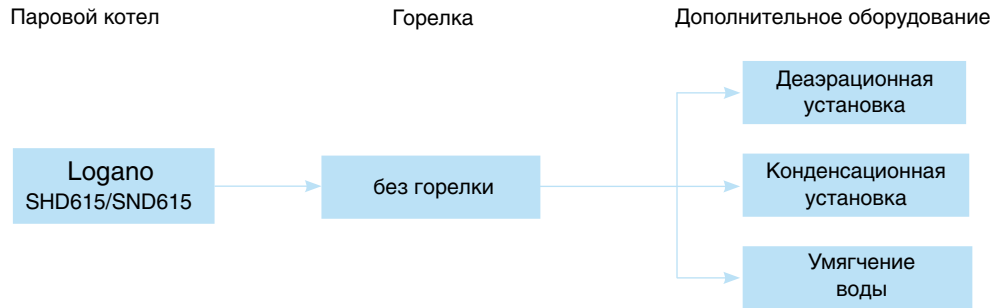 Паровой котел
Горелка
Дополнительное оборудование
Logano
SHD615/SND615
без горелки
Деаэрационная
установка
Конденсационная
установка
Умягчение
воды